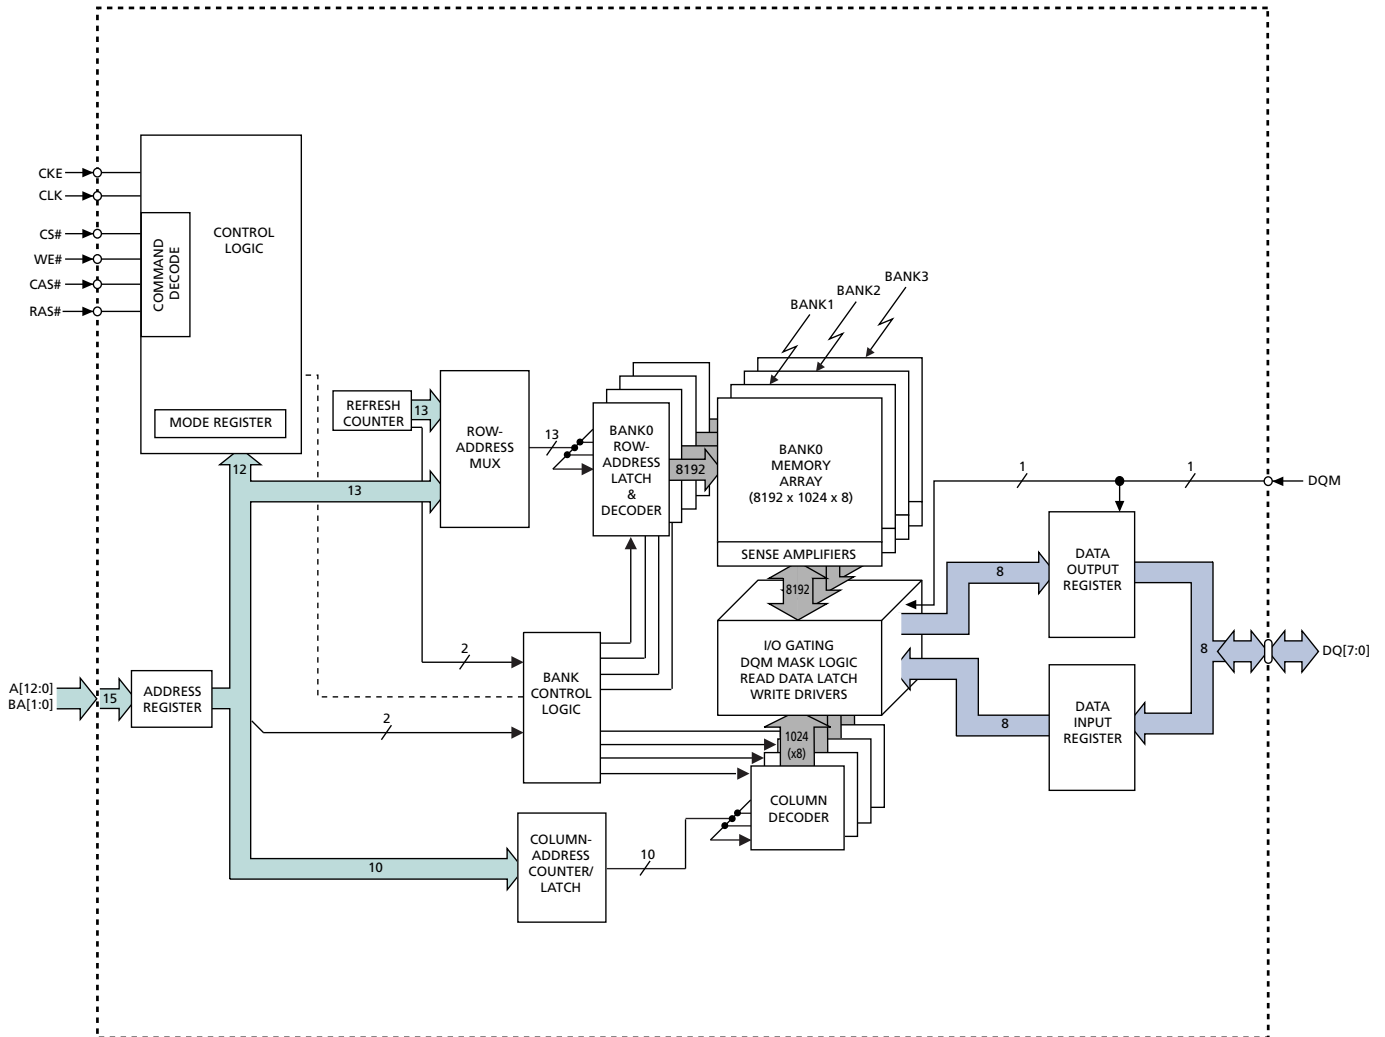 CKE
CLK
CS#
WE#
CAS#
RAS#
COMMAND
DECODE
CONTROL
LOGIC
MODE REGISTER
12
REFRESH
COUNTER
13
13
ROW-
ADDRESS
MUX
13
BANK0
ROW-
ADDRESS
LATCH
&
DECODER
8192
BANK1
BANK2
BANK3
BANK0
MEMORY
ARRAY
(8192 x 1024 x 8)
SENSE AMPLIFIERS
8192
I/O GATING
DQM MASK LOGIC
READ DATA LATCH
WRITE DRIVERS
1
1
DQM
DATA
OUTPUT
REGISTER
8
8
DQ[7:0]
DATA
INPUT
REGISTER
8
A[12:0]
BA[1:0]
15
ADDRESS
REGISTER
2
2
BANK
CONTROL
LOGIC
1024
(x8)
COLUMN
DECODER
10
COLUMN-
ADDRESS
COUNTER/
LATCH
10